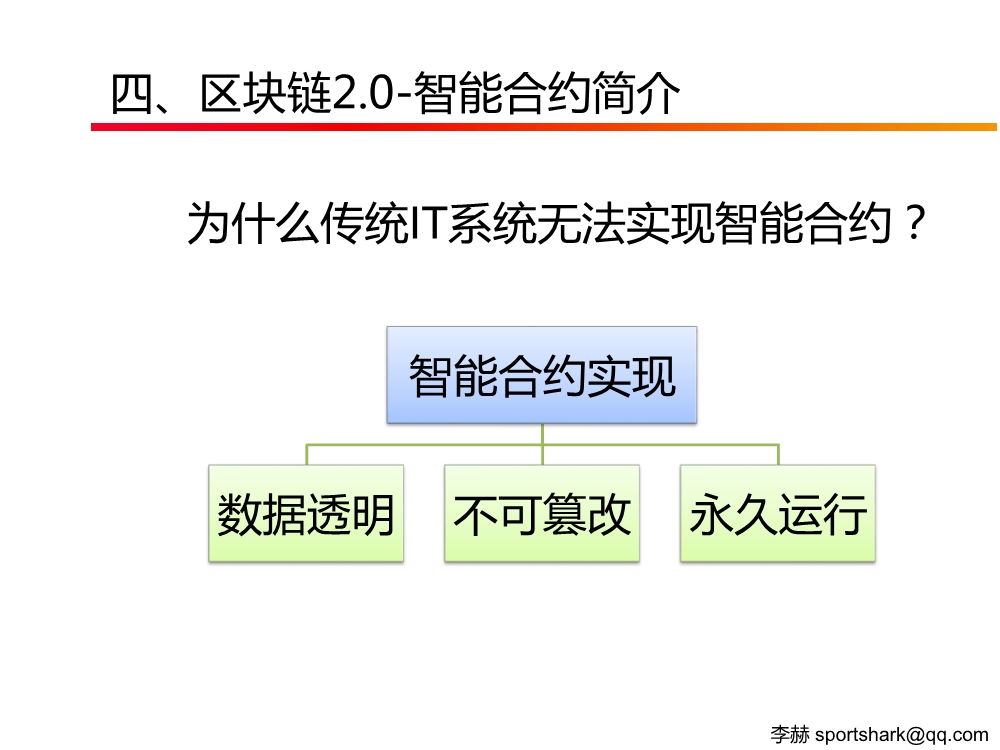 四、区块链2.0-智能合约简介
为什么传统IT系统无法实现智能合约？
智能合约实现
数据透明
不可篡改
永久运行
李赫 sportshark@qq.com